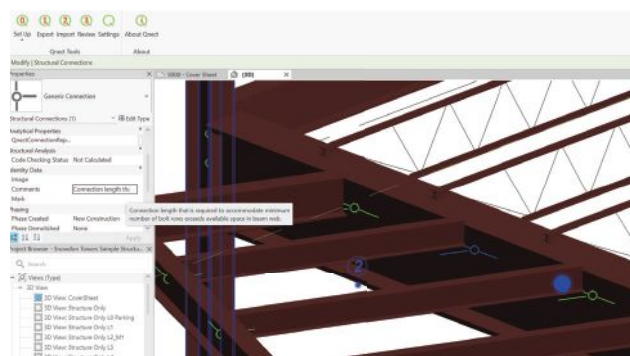 Set Up Export Import Review Settings About Qnect
Qnect Tools About
Modify | Structural Connections
Properties
S000 - Cover Sheet
{3D}
Generic Connection
Structural Connections (1)
Edit Type
Analytical Properties
QnectConnectionRep...
Structural Analysis
Code Checking Status Not Calculated
Identity Data
Image
Comments Connection length tha
Mark
Phasing
Phase Created New Construction
Phase Demolished None
Connection length that is required to accommodate minimum
number of bolt rows exceeds available space in beam web.
Apply
Project Browser - Snowdon Towers Sample Structu...
Search
Views (Type)
3D View
3D View: CoverSheet
3D View: Structure Only
3D View: Structure Only L0-Parking
3D View: Structure Only L1
3D View: Structure Only L2_M1
3D View: Structure Only L3
2